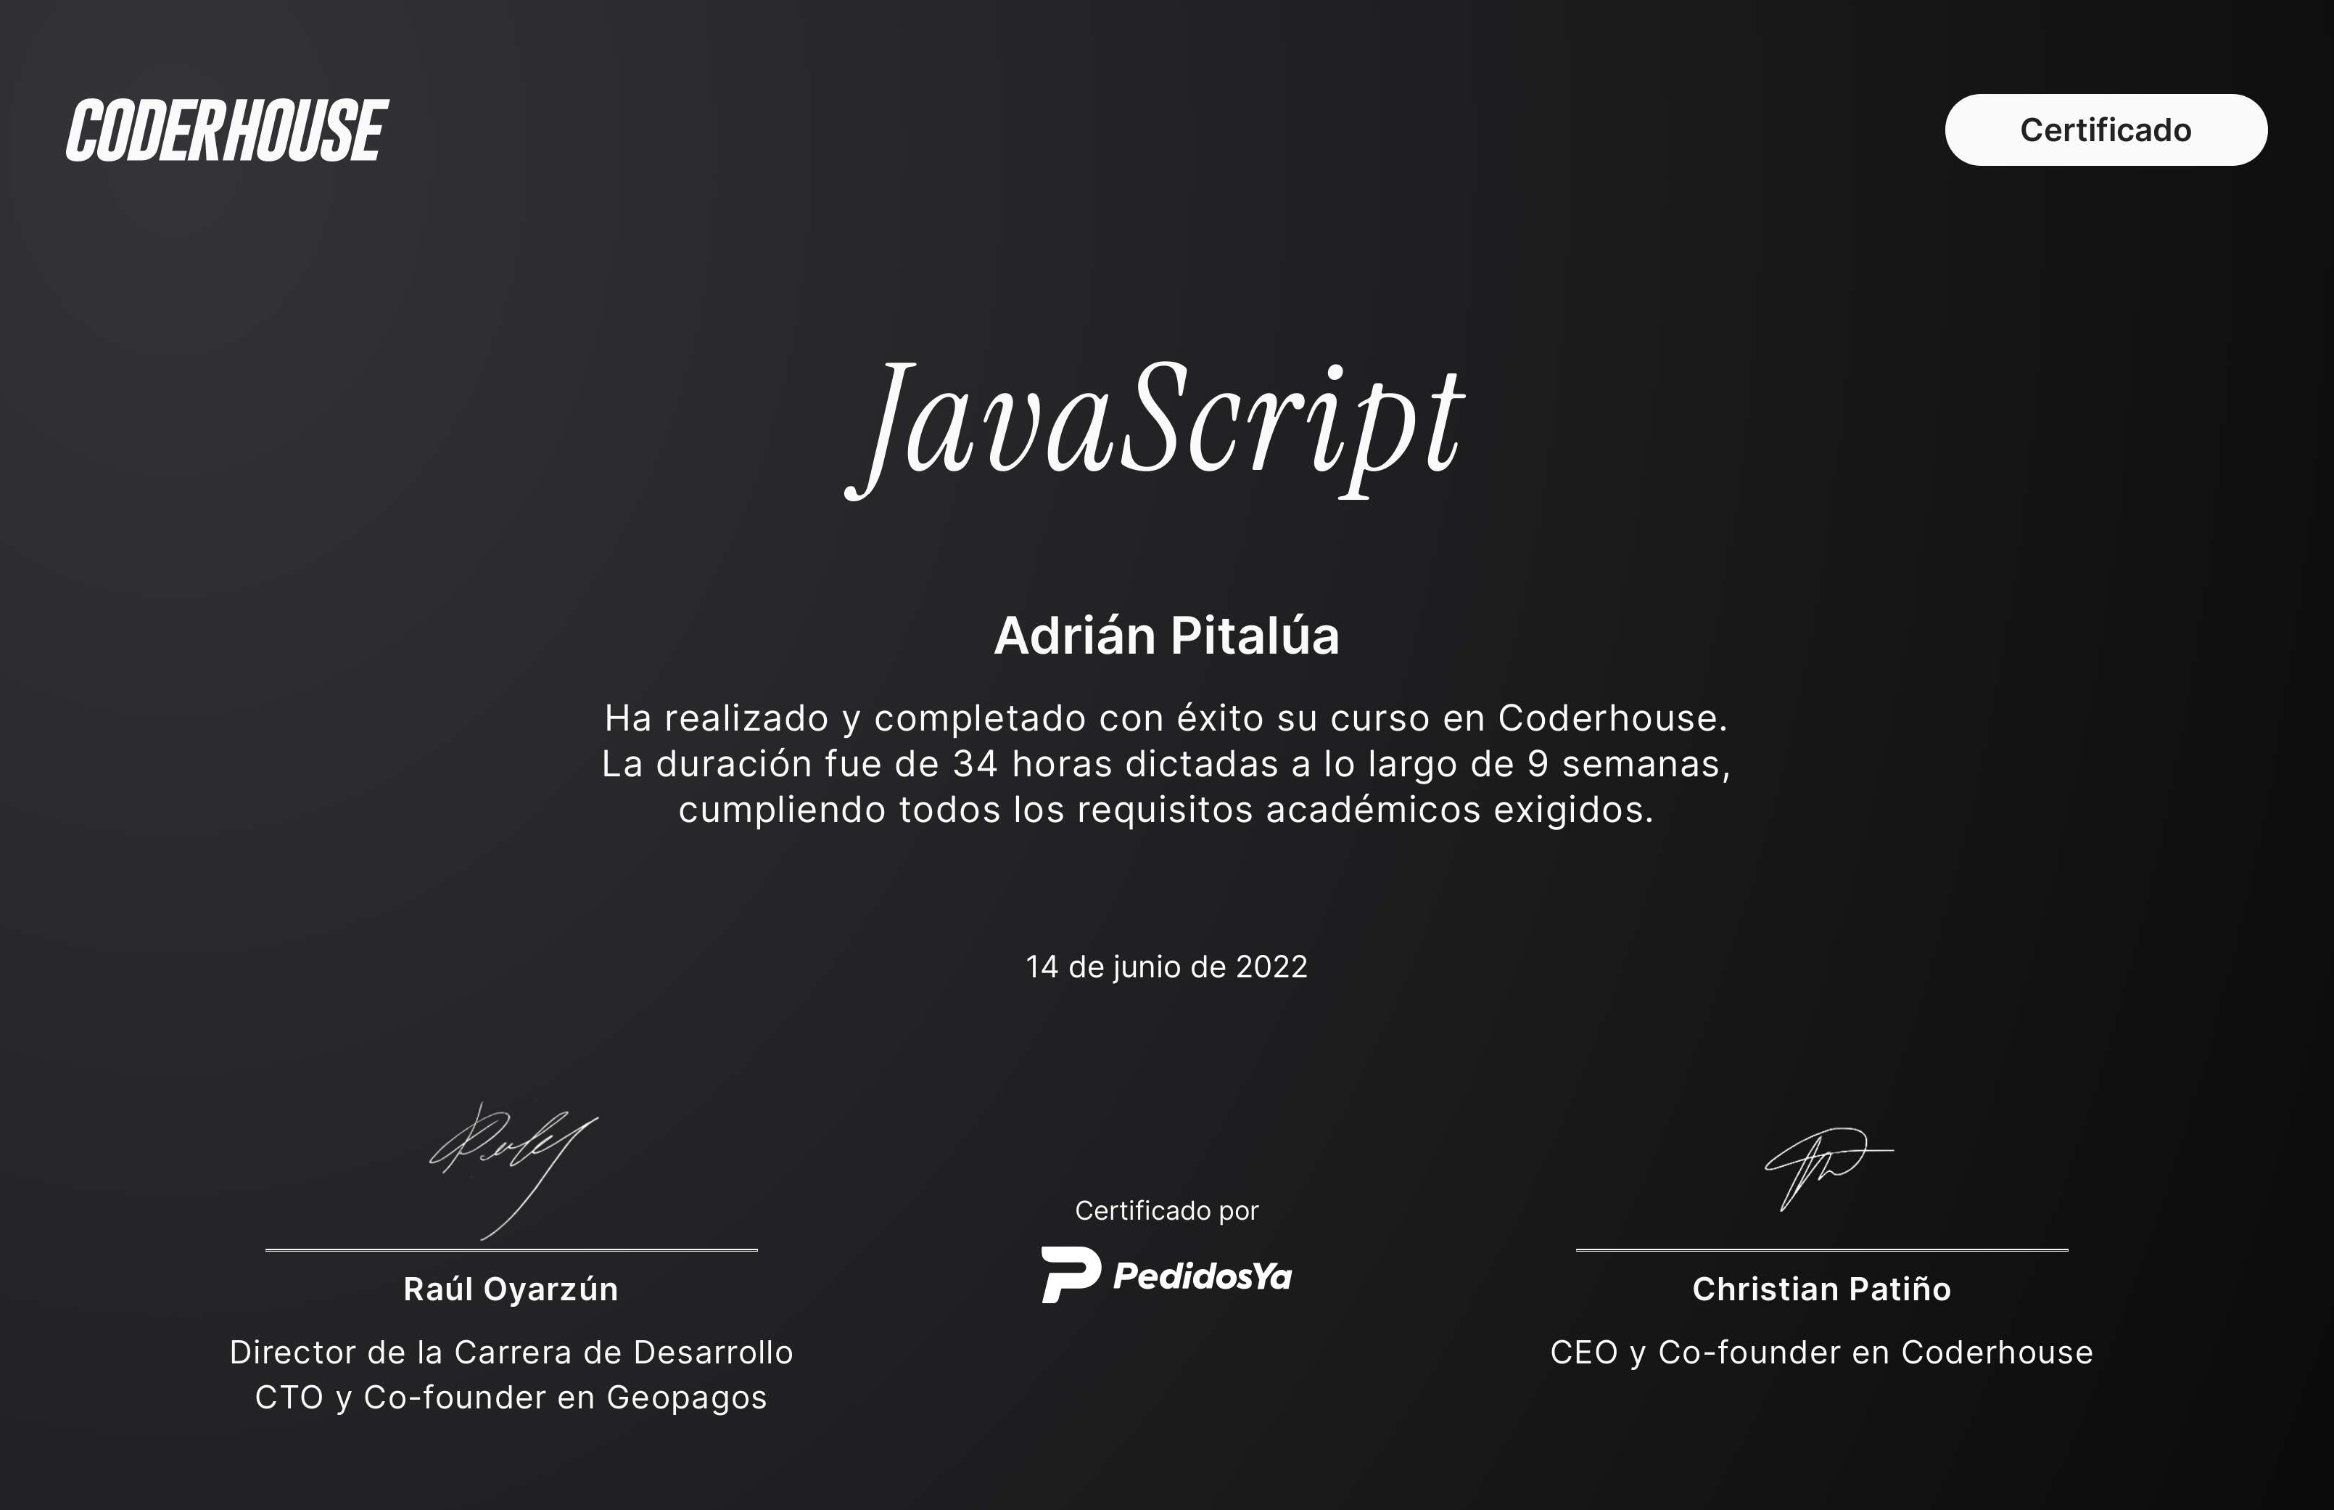 CODERHOUSE
Certificado
JavaScript
Adrián Pitalúa
Ha realizado y completado con éxito su curso en Coderhouse.
La duración fue de 34 horas dictadas a lo largo de 9 semanas,
cumpliendo todos los requisitos académicos exigidos.
14 de junio de 2022
Certificado por
PedidosYa
Raúl Oyarzún
Director de la Carrera de Desarrollo
CTO y Co-founder en Geopagos
Christian Patiño
CEO y Co-founder en Coderhouse